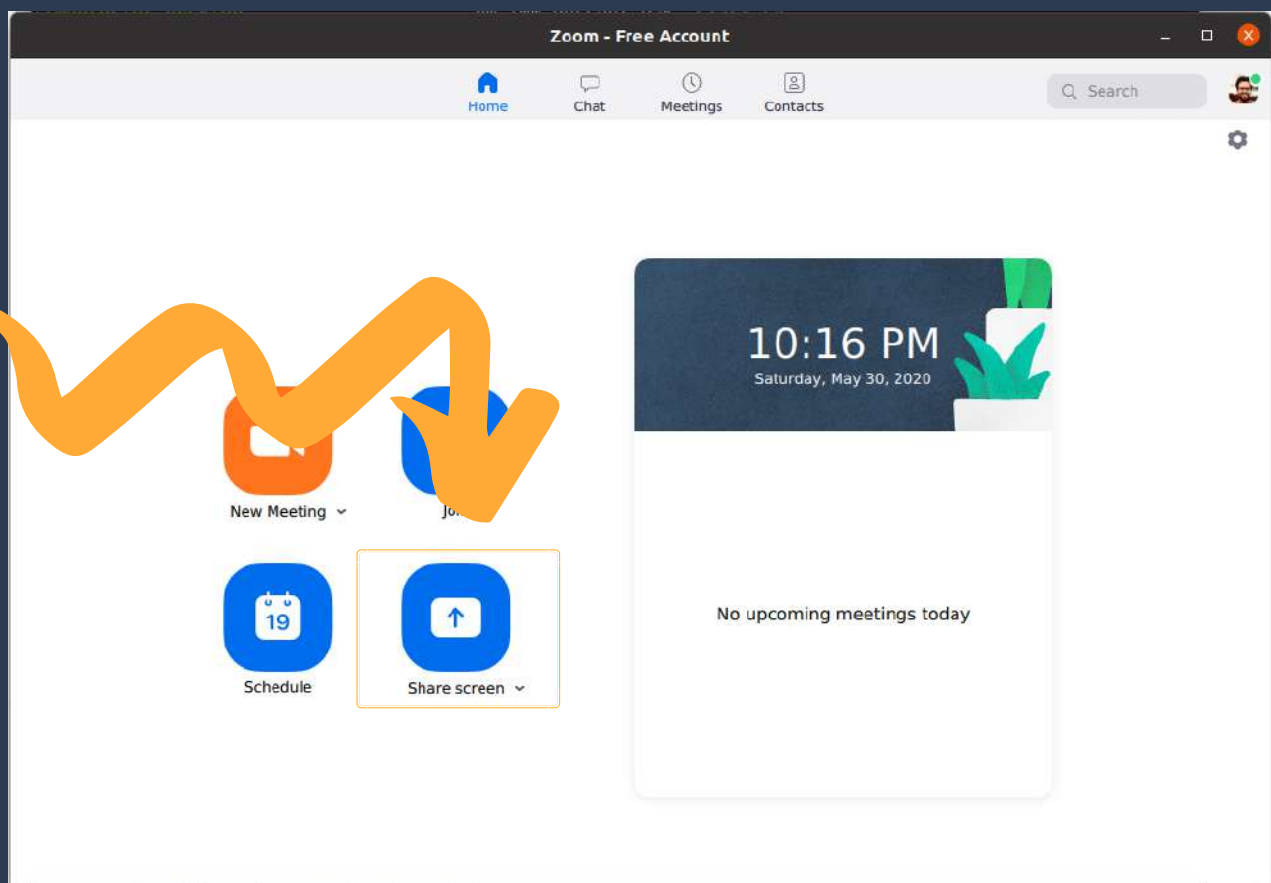 Zoom - Free Account
Home
Chat
Meetings
Contacts
Search
10:16 PM
Saturday, May 30, 2020
New Meeting
19
Schedule
Share screen
No upcoming meetings today